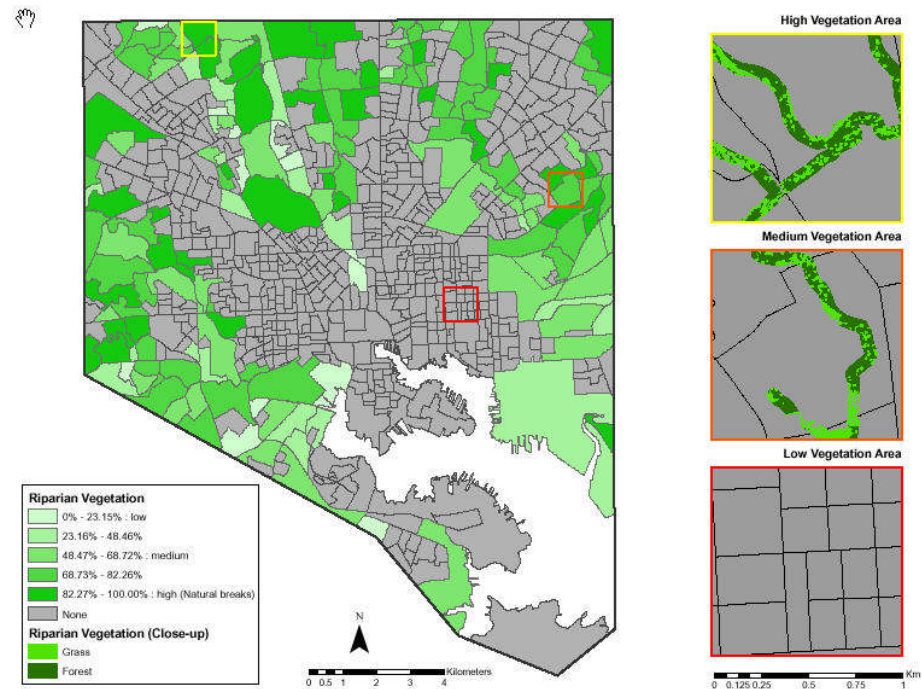 High Vegetation Area
Medium Vegetation Area
Low Vegetation Area
Riparian Vegetation
0% - 23.15% : low
23.16% - 48.46%
48.47% - 68.72% : medium
68.73% - 82.26%
82.27% - 100.00% : high (Natural breaks)
None
Riparian Vegetation (Close-up)
Grass
Forest
N
Kilometers
0 0.5 1 2 3 4
Km
0 0.125 0.25 0.5 0.75 1